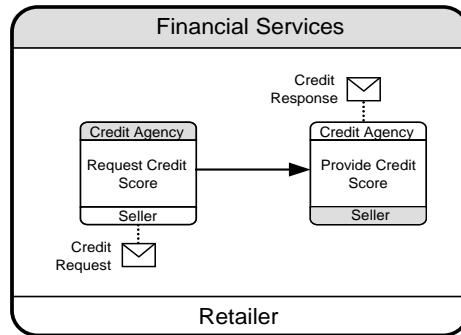 Financial Services
Credit
Response
Credit Agency
Request Credit
Score
Seller
Credit Agency
Provide Credit
Score
Seller
Credit
Request
Retailer